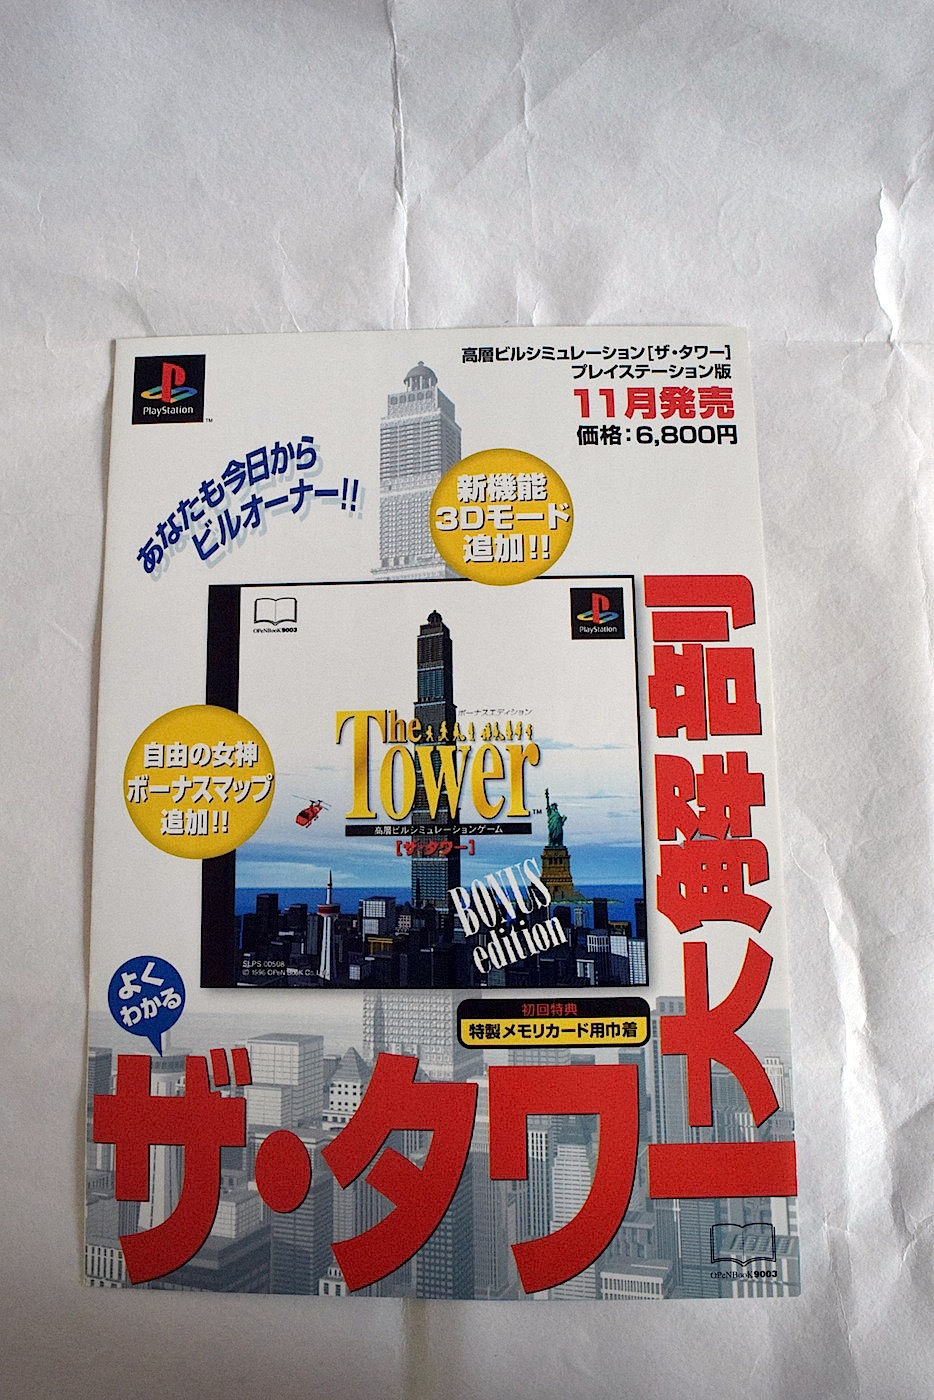 PlayStation
TM
高層ビルシミュレーション[ザ・タワー]
プレイステーション版
11月発売
価格:6,800円
あなたも今日から
ビルオーナー!!
新機能
3Dモード
追加!!
OPeNBooK9003
PlayStation
ボーナスエディション
The
Tower
TM
高層ビルシミュレーションゲーム
[ザ・タワー]
BONUS
edition
SLPS 00508
© 1996 OPeN BooK Co.,Ltd.
自由の女神
ボーナスマップ
追加!!
初回特典
特製メモリカード用巾着
よく
わかる
ザ・タワー大解剖
OPeNBooK9003